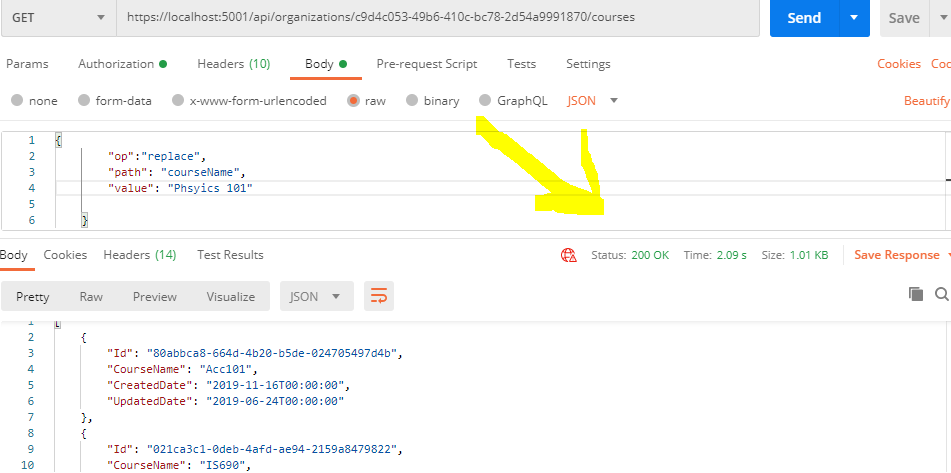 GET https://localhost:5001/api/organizations/c9d4c053-49b6-410c-bc78-2d54a9991870/courses Send Save
Params Authorization Headers (10) Body Pre-request Script Tests Settings Cookies Coc
none form-data x-www-form-urlencoded raw binary GraphQL JSON Beautify
1 {
2 "op":"replace",
3 "path": "courseName",
4 "value": "Phsyics 101"
5
6 }
Body Cookies Headers (14) Test Results Status: 200 OK Time: 2.09 s Size: 1.01 KB Save Response
Pretty Raw Preview Visualize JSON
1 [
2 {
3 "Id": "80abbca8-664d-4b20-b5de-024705497d4b",
4 "CourseName": "Acc101",
5 "CreatedDate": "2019-11-16T00:00:00",
6 "UpdatedDate": "2019-06-24T00:00:00"
7 },
8 {
9 "Id": "021ca3c1-0deb-4afd-ae94-2159a8479822",
10 "CourseName": "IS690",